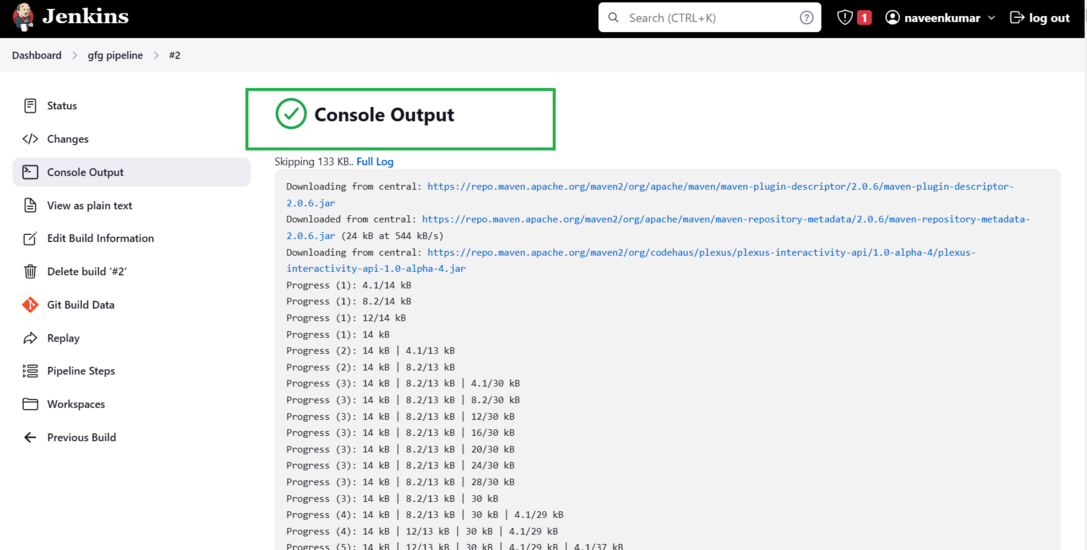 Jenkins
Search (CTRL+K)
?
1
naveenkumar
log out
Dashboard > gfg pipeline > #2
Status
Changes
Console Output
View as plain text
Edit Build Information
Delete build ‘#2’
Git Build Data
Replay
Pipeline Steps
Workspaces
Previous Build
Console Output
Skipping 133 KB.. Full Log
Downloading from central: https://repo.maven.apache.org/maven2/org/apache/maven/maven-plugin-descriptor/2.0.6/maven-plugin-descriptor-
2.0.6.jar
Downloaded from central: https://repo.maven.apache.org/maven2/org/apache/maven/maven-repository-metadata/2.0.6/maven-repository-metadata-
2.0.6.jar (24 kB at 544 kB/s)
Downloading from central: https://repo.maven.apache.org/maven2/org/codehaus/plexus/plexus-interactivity-api/1.0-alpha-4/plexus-
interactivity-api-1.0-alpha-4.jar
Progress (1): 4.1/14 kB
Progress (1): 8.2/14 kB
Progress (1): 12/14 kB
Progress (1): 14 kB
Progress (2): 14 kB | 4.1/13 kB
Progress (2): 14 kB | 8.2/13 kB
Progress (3): 14 kB | 8.2/13 kB | 4.1/30 kB
Progress (3): 14 kB | 8.2/13 kB | 8.2/30 kB
Progress (3): 14 kB | 8.2/13 kB | 12/30 kB
Progress (3): 14 kB | 8.2/13 kB | 16/30 kB
Progress (3): 14 kB | 8.2/13 kB | 20/30 kB
Progress (3): 14 kB | 8.2/13 kB | 24/30 kB
Progress (3): 14 kB | 8.2/13 kB | 28/30 kB
Progress (3): 14 kB | 8.2/13 kB | 30 kB
Progress (4): 14 kB | 8.2/13 kB | 30 kB | 4.1/29 kB
Progress (4): 14 kB | 12/13 kB | 30 kB | 4.1/29 kB
Progress (5): 14 kB | 12/13 kB | 30 kB | 4.1/29 kB | 4.1/37 kB